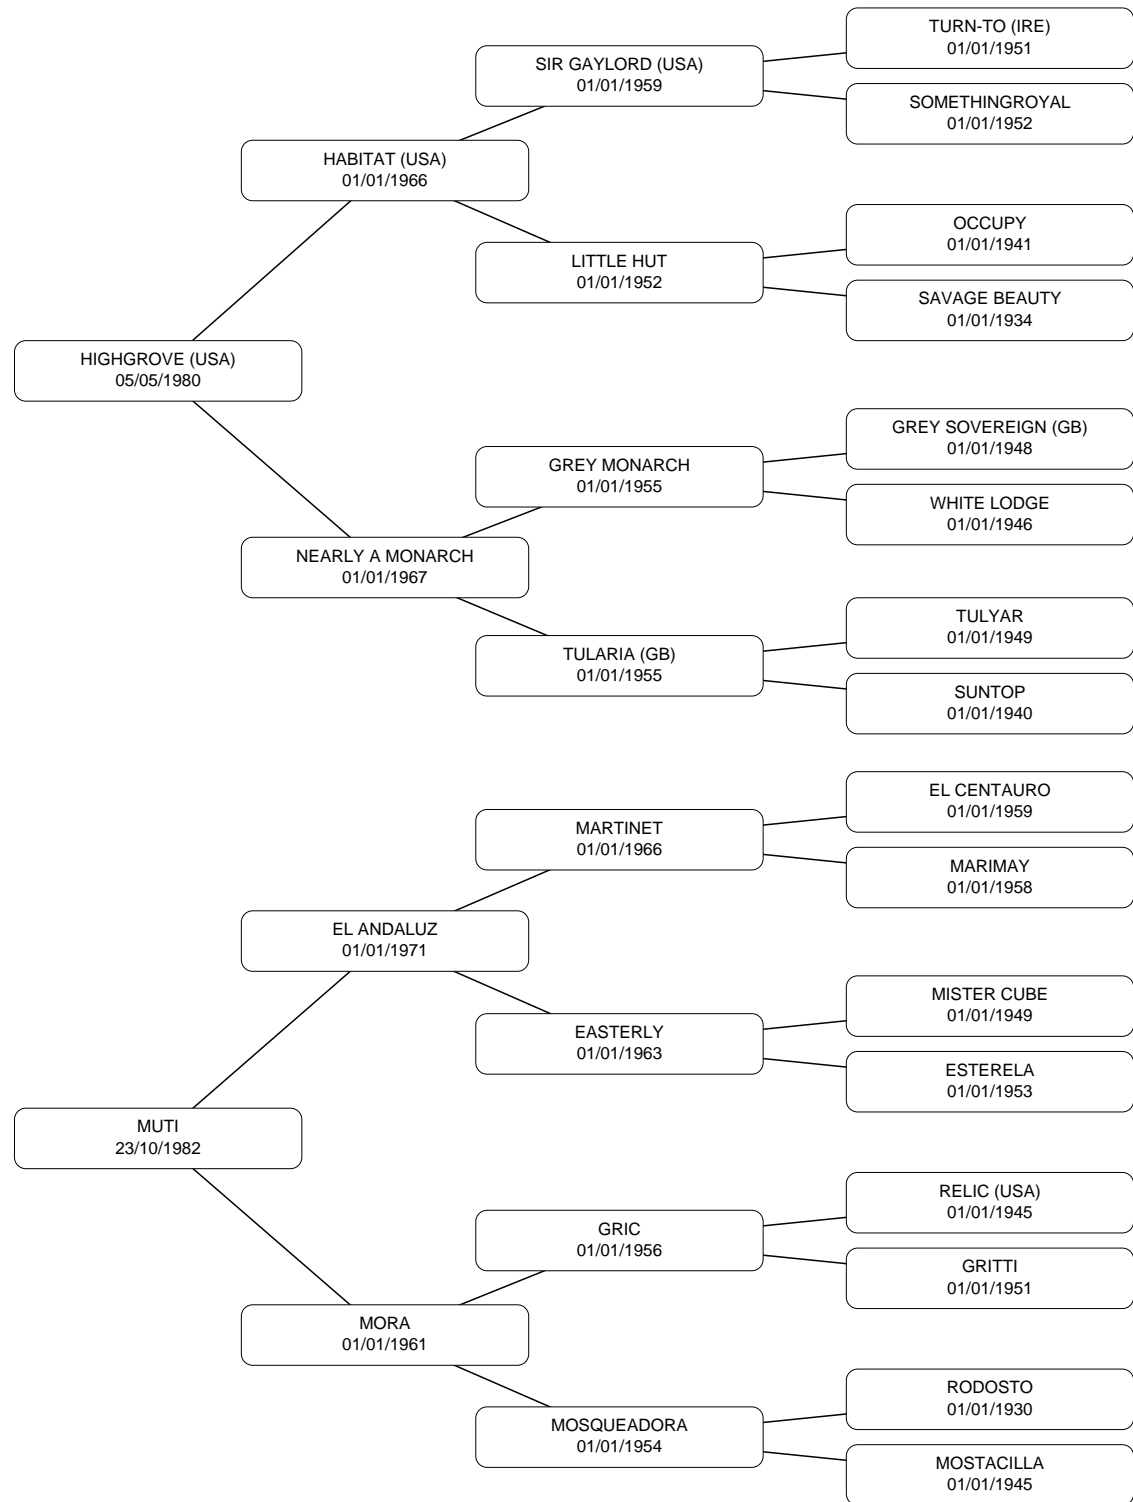 TURN-TO (IRE)
01/01/1951
SIR GAYLORD (USA)
01/01/1959
SOMETHINGROYAL
01/01/1952
HABITAT (USA)
01/01/1966
OCCUPY
01/01/1941
LITTLE HUT
01/01/1952
SAVAGE BEAUTY
01/01/1934
HIGHGROVE (USA)
05/05/1980
GREY SOVEREIGN (GB)
01/01/1948
GREY MONARCH
01/01/1955
WHITE LODGE
01/01/1946
NEARLY A MONARCH
01/01/1967
TULYAR
01/01/1949
TULARIA (GB)
01/01/1955
SUNTOP
01/01/1940
EL CENTAURO
01/01/1959
MARTINET
01/01/1966
MARIMAY
01/01/1958
EL ANDALUZ
01/01/1971
MISTER CUBE
01/01/1949
EASTERLY
01/01/1963
ESTERELA
01/01/1953
MUTI
23/10/1982
RELIC (USA)
01/01/1945
GRIC
01/01/1956
GRITTI
01/01/1951
MORA
01/01/1961
RODOSTO
01/01/1930
MOSQUEADORA
01/01/1954
MOSTACILLA
01/01/1945